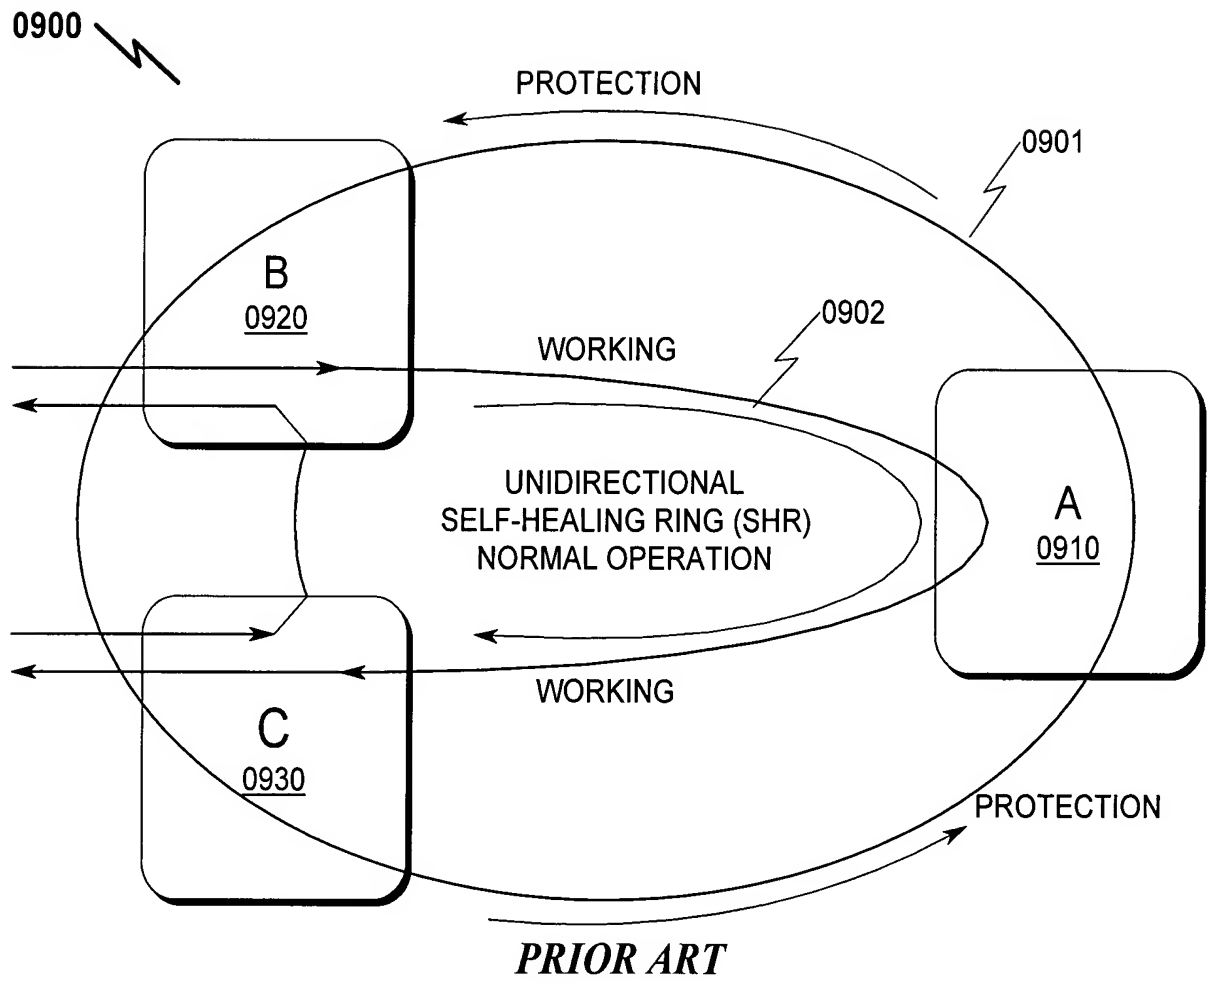 0900
PROTECTION
0901
B
0920
0902
WORKING
UNIDIRECTIONAL
SELF-HEALING RING (SHR)
NORMAL OPERATION
A
0910
WORKING
C
0930
PROTECTION
PRIOR ART